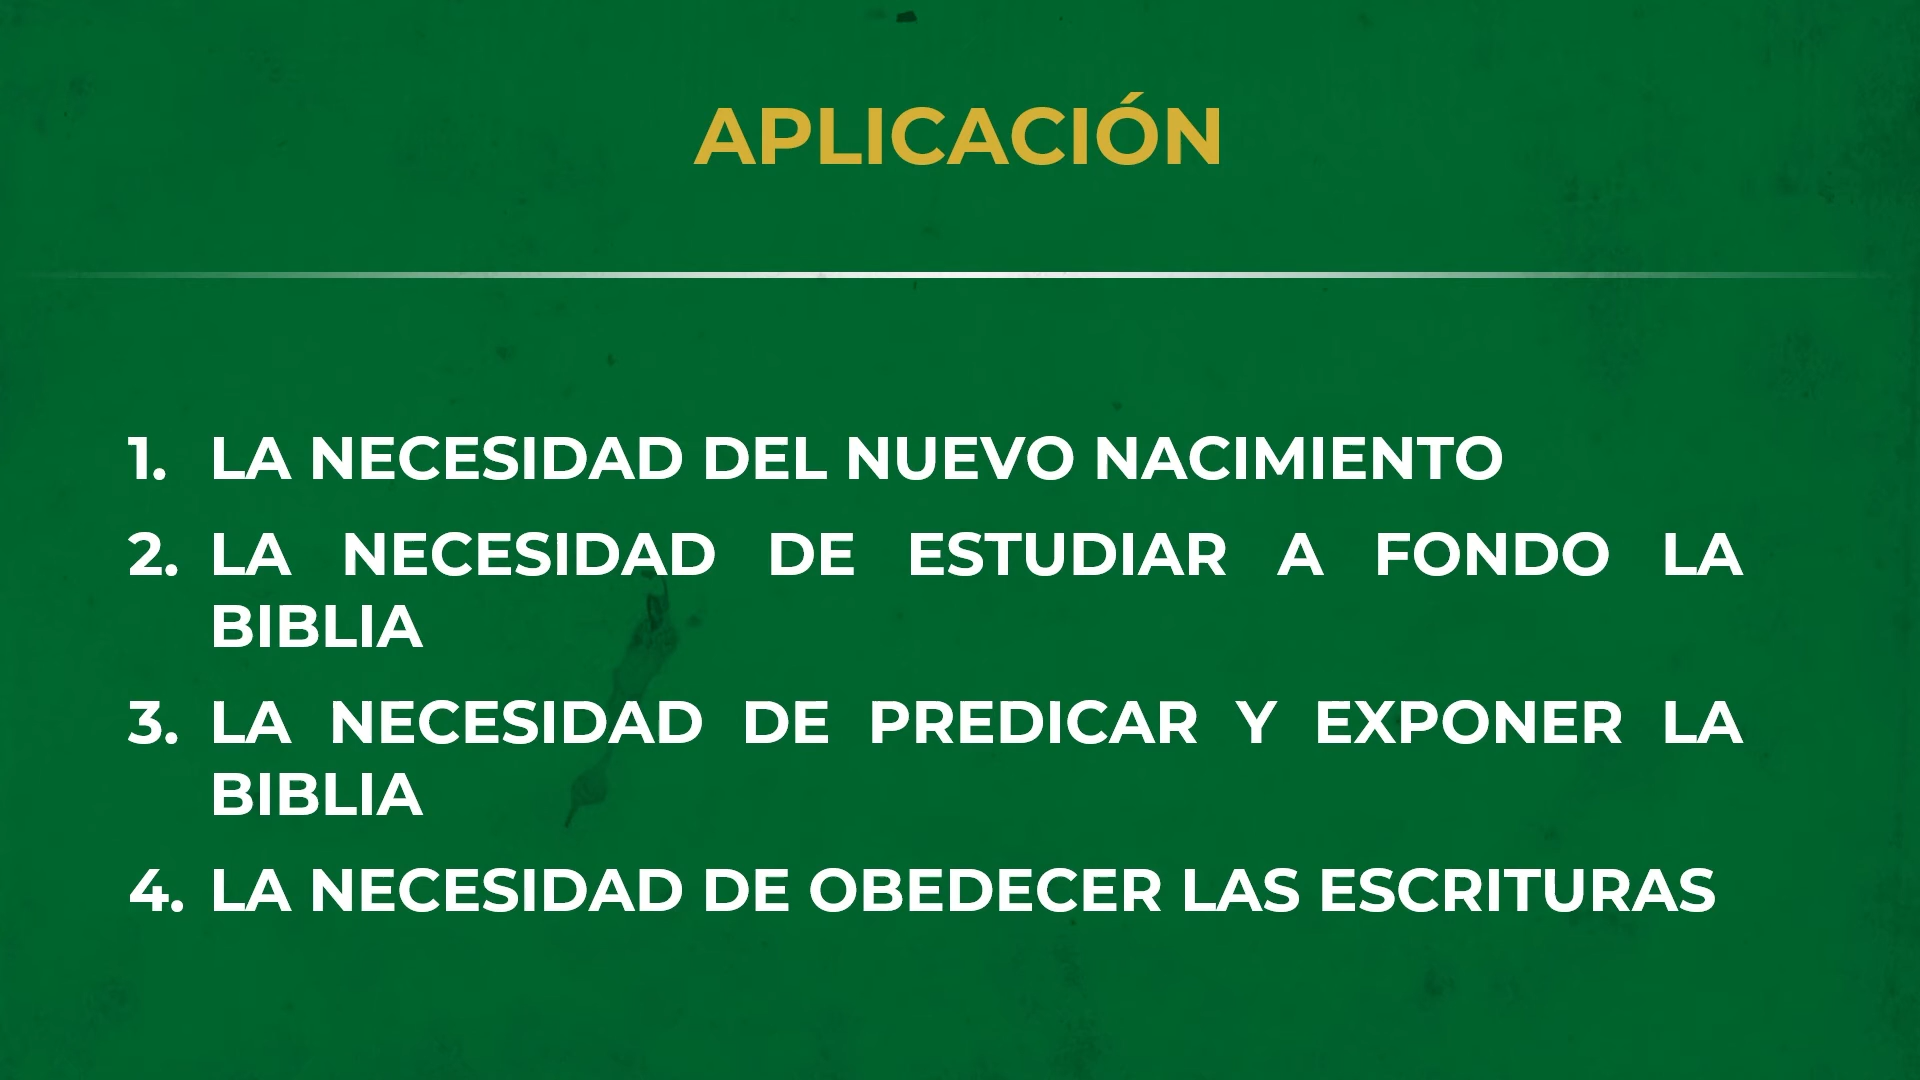 APLICACIÓN
1. LA NECESIDAD DEL NUEVO NACIMIENTO
2. LA NECESIDAD DE ESTUDIAR A FONDO LA
BIBLIA
3. LA NECESIDAD DE PREDICAR Y EXPONER LA
BIBLIA
4. LA NECESIDAD DE OBEDECER LAS ESCRITURAS